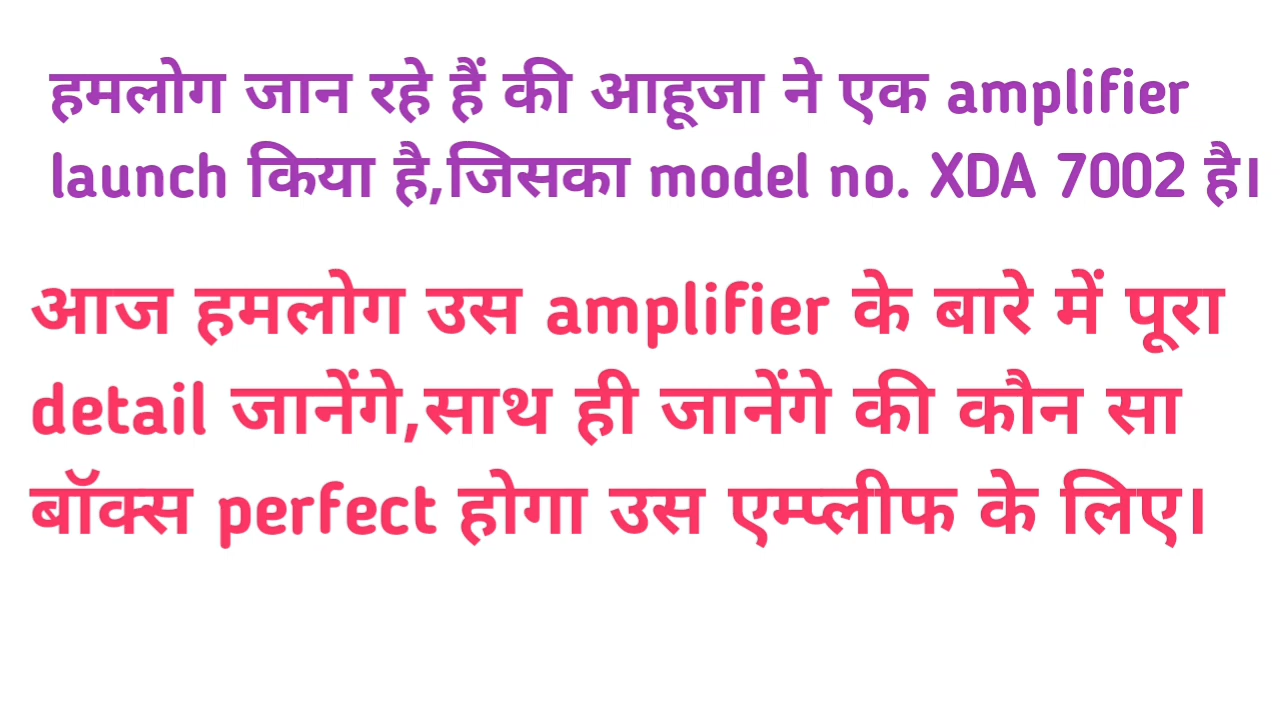 हमलोग जान रहे हैं की आहूजा ने एक amplifier
launch किया है,जिसका model no. XDA 7002 है।
आज हमलोग उस amplifier के बारे में पूरा
detail जानेंगे,साथ ही जानेंगे की कौन सा
बॉक्स perfect होगा उस एम्प्लीफ के लिए।